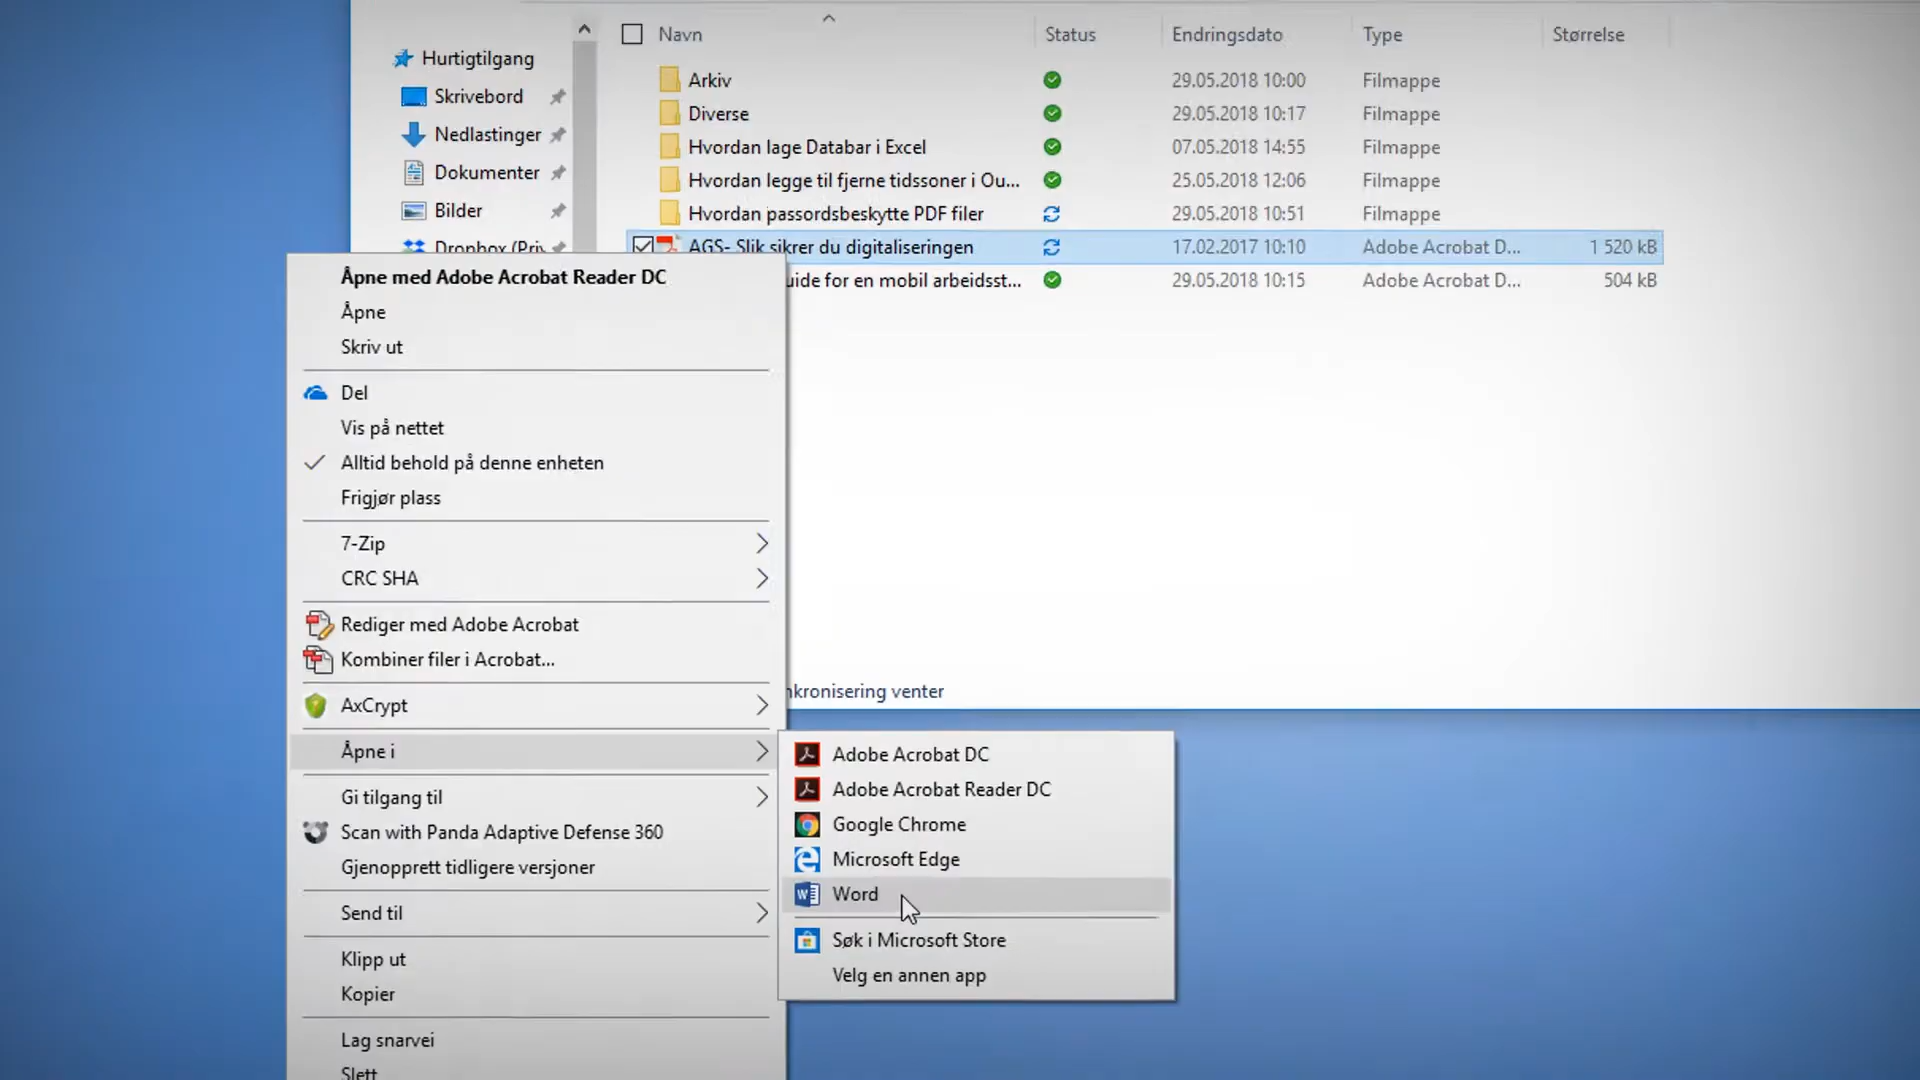 Navn Status Endringsdato Type Størrelse
Hurtigtilgang
Skrivebord
Nedlastinger
Dokumenter
Bilder
Dropbox (Priv
Arkiv 29.05.2018 10:00 Filmappe
Diverse 29.05.2018 10:17 Filmappe
Hvordan lage Databar i Excel 07.05.2018 14:55 Filmappe
Hvordan legge til fjerne tidssoner i Ou... 25.05.2018 12:06 Filmappe
Hvordan passordsbeskytte PDF filer 29.05.2018 10:51 Filmappe
AGS- Slik sikrer du digitaliseringen 17.02.2017 10:10 Adobe Acrobat D... 1 520 kB
uide for en mobil arbeidsst... 29.05.2018 10:15 Adobe Acrobat D... 504 kB
nkronisering venter
Åpne med Adobe Acrobat Reader DC
Åpne
Skriv ut
Del
Vis på nettet
Alltid behold på denne enheten
Frigjør plass
7-Zip
CRC SHA
Rediger med Adobe Acrobat
Kombiner filer i Acrobat...
AxCrypt
Åpne i
Gi tilgang til
Scan with Panda Adaptive Defense 360
Gjenopprett tidligere versjoner
Send til
Klipp ut
Kopier
Lag snarvei
Slett
Adobe Acrobat DC
Adobe Acrobat Reader DC
Google Chrome
Microsoft Edge
Word
Søk i Microsoft Store
Velg en annen app